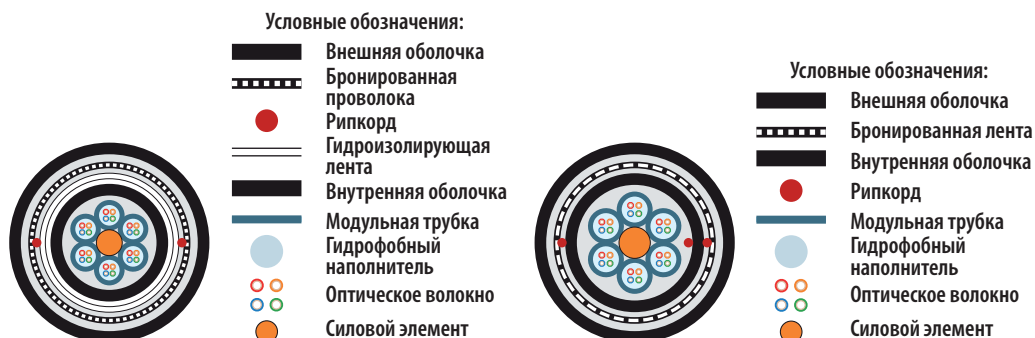 Условные обозначения:
Внешняя оболочка
Бронированная
проволока
Рипкорд
Гидроизолирующая
лента
Внутренняя оболочка
Модульная трубка
Гидрофобный
наполнитель
Оптическое волокно
Силовой элемент
Условные обозначения:
Внешняя оболочка
Бронированная лента
Внутренняя оболочка
Рипкорд
Модульная трубка
Гидрофобный
наполнитель
Оптическое волокно
Силовой элемент